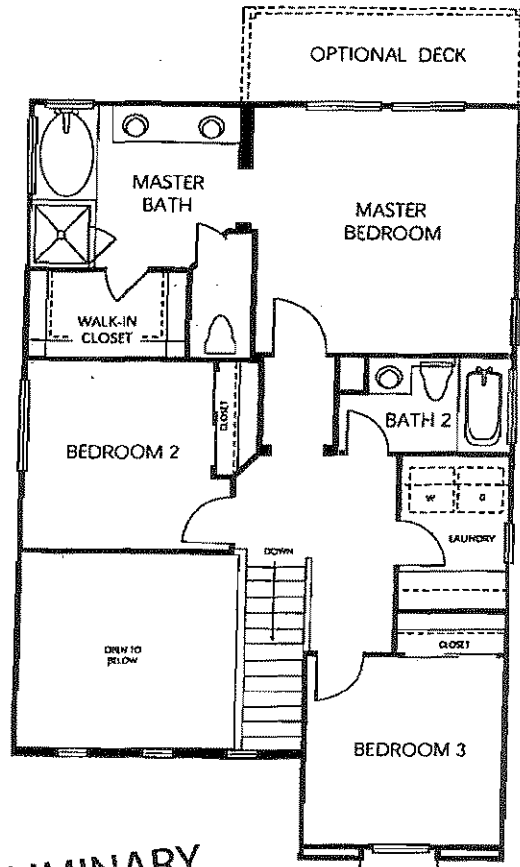 OPTIONAL DECK
MASTER
BATH
MASTER
BEDROOM
WALK-IN
CLOSET
CLOSET
BEDROOM 2
BATH 2
W
D
LAUNDRY
DOWN
OPEN TO
BELOW
CLOSET
BEDROOM 3